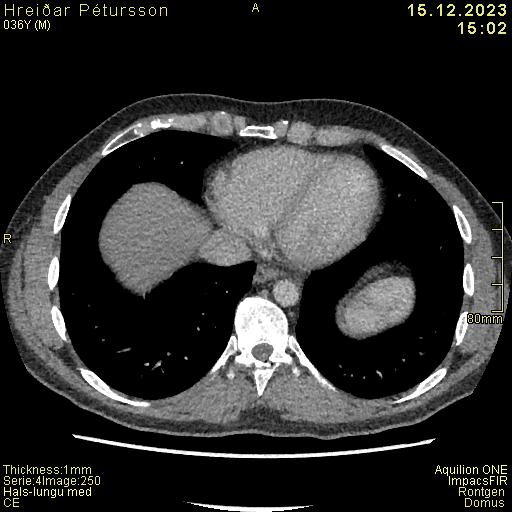 Hreiðar Pétursson
036Y (M)
A
15.12.2023
15:02
R
80mm
Thickness:1mm
Serie:4Image:250
Hals-lungu med
CE
Aquilion ONE
ImpacsFIR
Rontgen
Domus